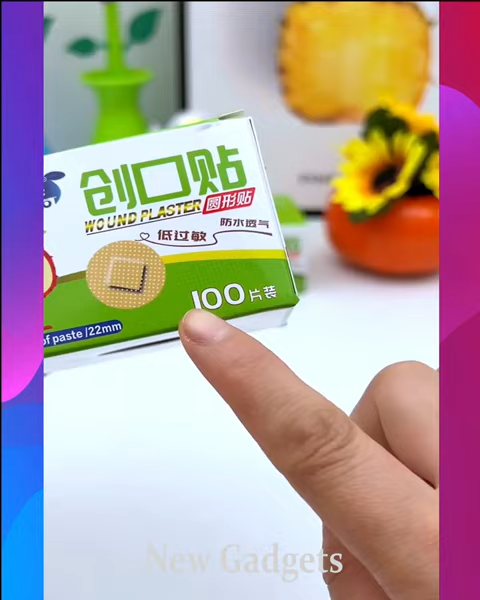 创口贴
WOUND PLASTER 圆形贴
低过敏 防水透气
100片装
of paste /22mm
New Gadgets